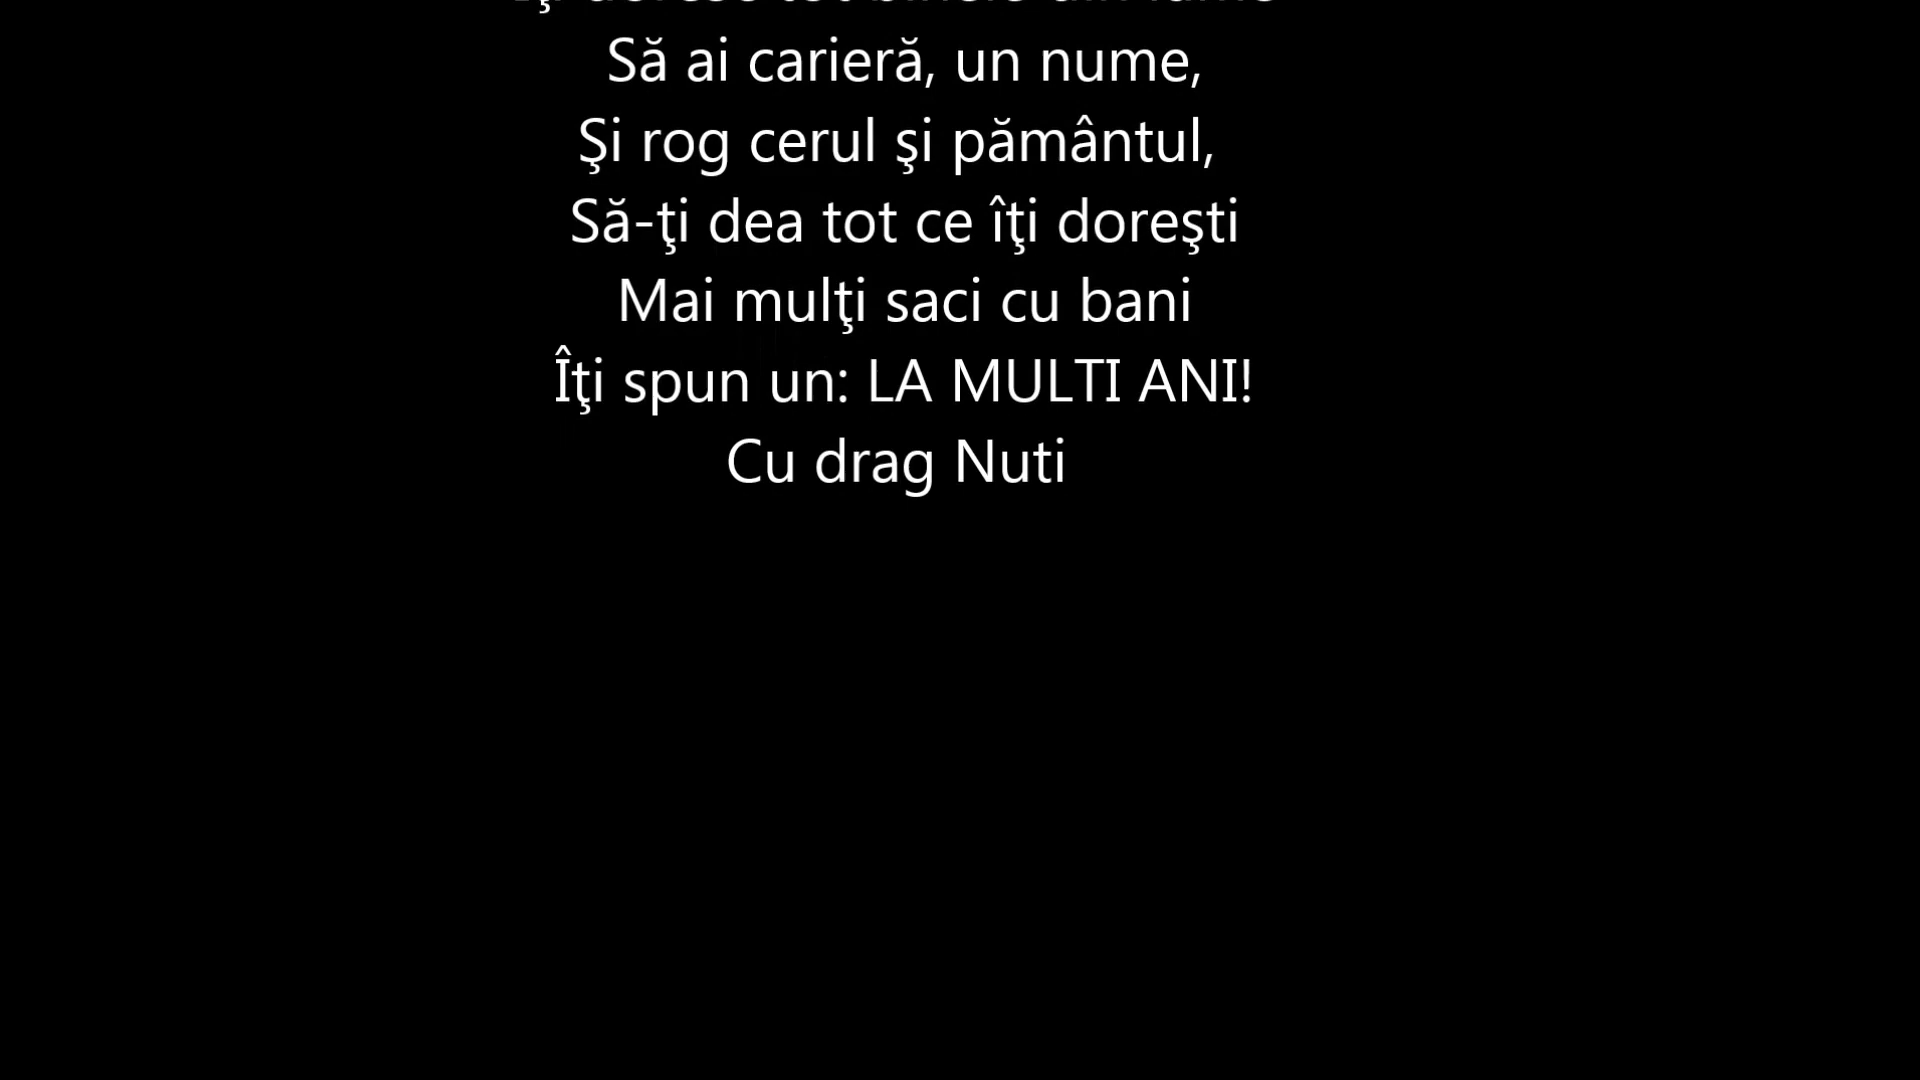 Să ai carieră, un nume,
Şi rog cerul şi pământul,
Să-ţi dea tot ce îţi doreşti
Mai mulţi saci cu bani
Îţi spun un: LA MULTI ANI!
Cu drag Nuti